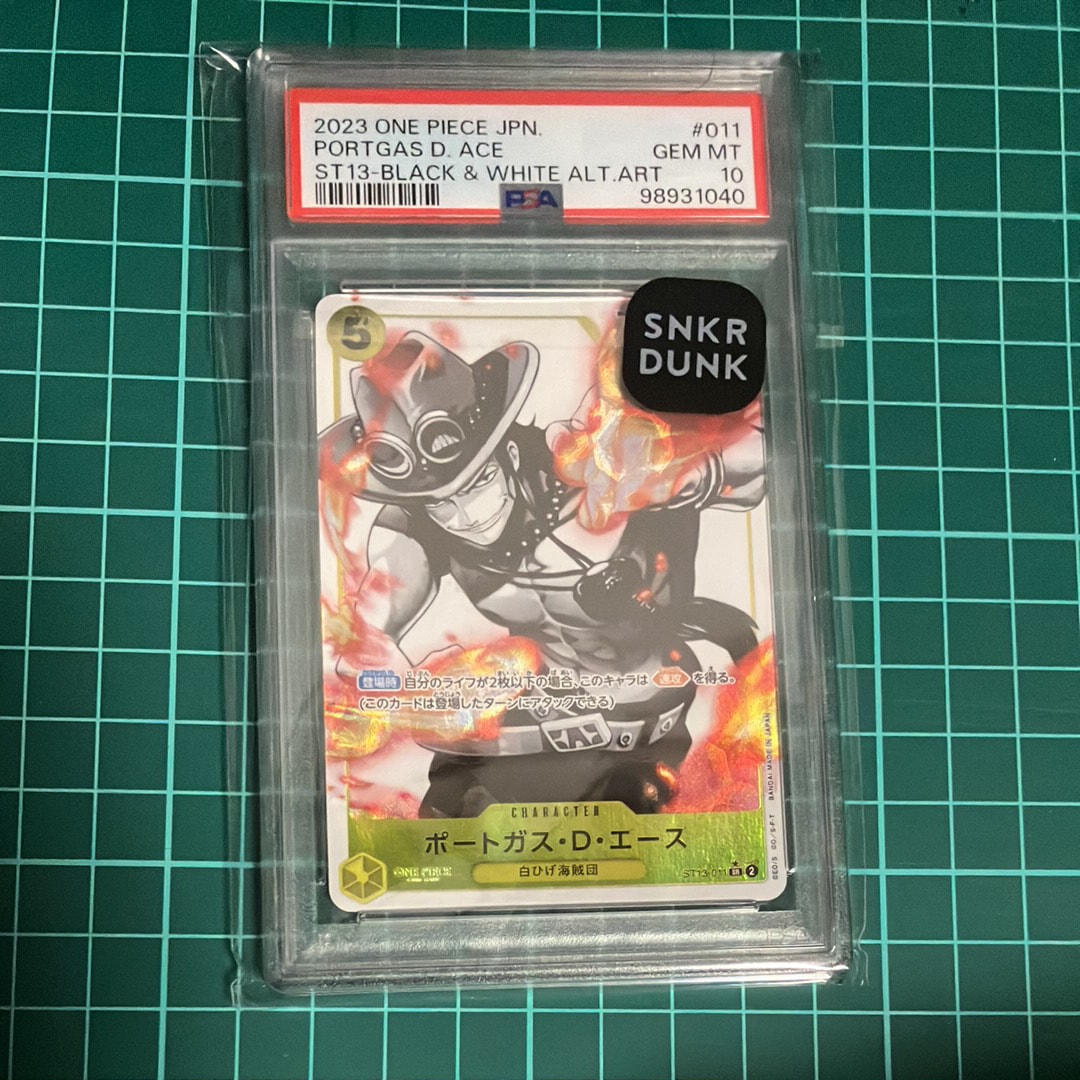 2023 ONE PIECE JPN. #011
PORTGAS D. ACE GEM MT
ST13-BLACK & WHITE ALT.ART 10
PSA 98931040
SNKR
DUNK
5
登場時 自分のライフが2枚以下の場合、このキャラは 速攻 を得る。
(このカードは登場したターンにアタックできる)
BANDAI MADE IN JAPAN
CHARACTER
ポートガス・D・エース
白ひげ海賊団
ONE PIECE
CARD GAME
ST13-011 SR 2